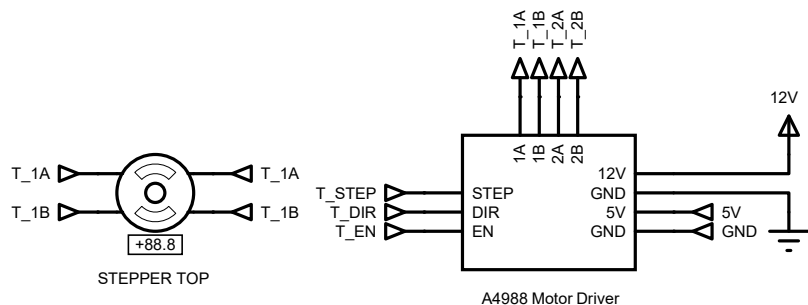 T_1A
T_1B
T_2A
T_2B
1A
1B
2A
2B
12V
T_1A
T_1A
T_1B
T_1B
+88.8
STEPPER TOP
T_STEP
T_DIR
T_EN
STEP
DIR
EN
12V
GND
5V
GND
5V
GND
A4988 Motor Driver